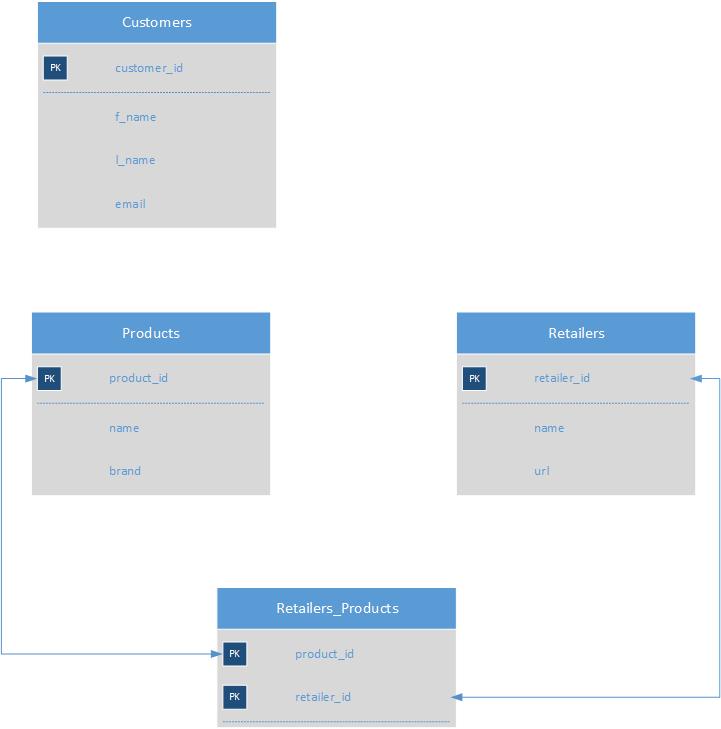 Customers
PK customer_id
f_name
l_name
email
Products
PK product_id
name
brand
Retailers
PK retailer_id
name
url
Retailers_Products
PK product_id
PK retailer_id